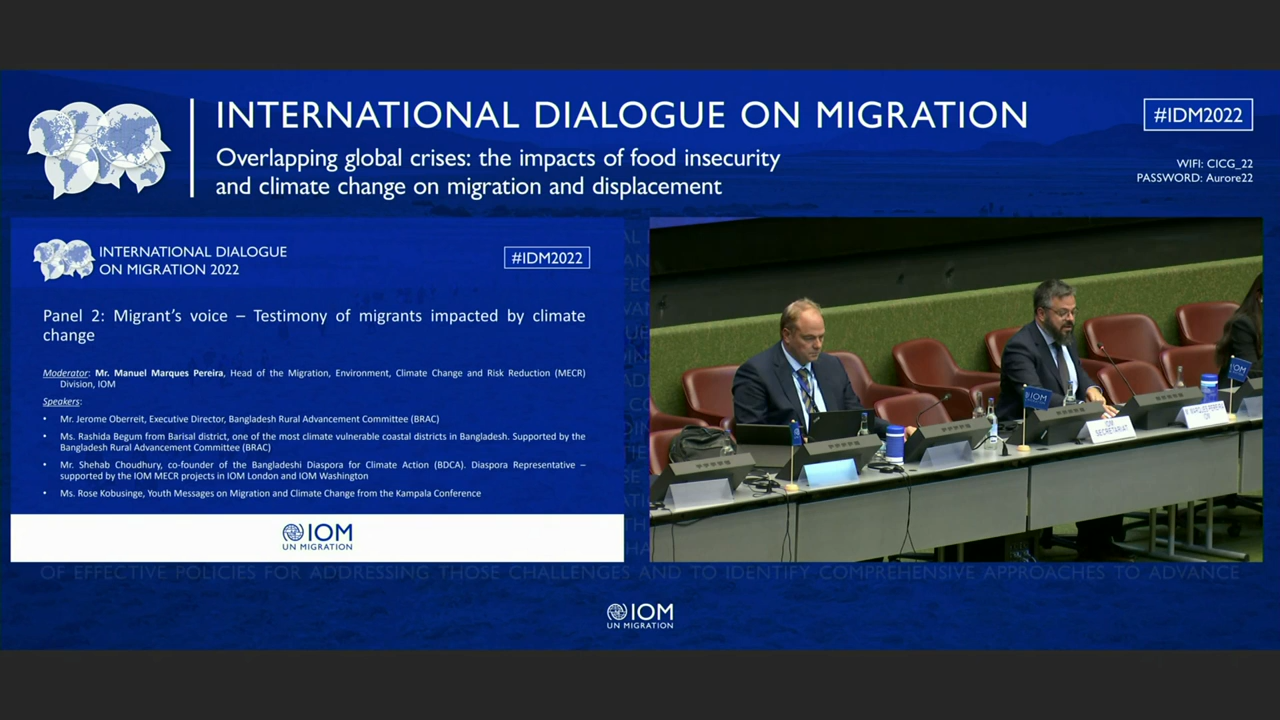 INTERNATIONAL DIALOGUE ON MIGRATION
Overlapping global crises: the impacts of food insecurity
and climate change on migration and displacement
#IDM2022
WIFI: CICG_22
PASSWORD: Aurore22
INTERNATIONAL DIALOGUE
ON MIGRATION 2022
#IDM2022
Panel 2: Migrant's voice – Testimony of migrants impacted by climate
change
Moderator: Mr. Manuel Marques Pereira, Head of the Migration, Environment, Climate Change and Risk Reduction (MECR)
Division, IOM
Speakers:
• Mr. Jerome Oberreit, Executive Director, Bangladesh Rural Advancement Committee (BRAC)
• Ms. Rashida Begum from Barisal district, one of the most climate vulnerable coastal districts in Bangladesh. Supported by the
Bangladesh Rural Advancement Committee (BRAC)
• Mr. Shehab Choudhury, co-founder of the Bangladeshi Diaspora for Climate Action (BDCA). Diaspora Representative –
supported by the IOM MECR projects in IOM London and IOM Washington
• Ms. Rose Kobusinge, Youth Messages on Migration and Climate Change from the Kampala Conference
IOM
UN MIGRATION
IOM
IOM
SECRETARIAT
M. MARQUES PEREIRA
IOM
OF EFFECTIVE POLICIES FOR ADDRESSING THOSE CHALLENGES AND TO IDENTIFY COMPREHENSIVE APPROACHES TO ADVANCE
IOM
UN MIGRATION